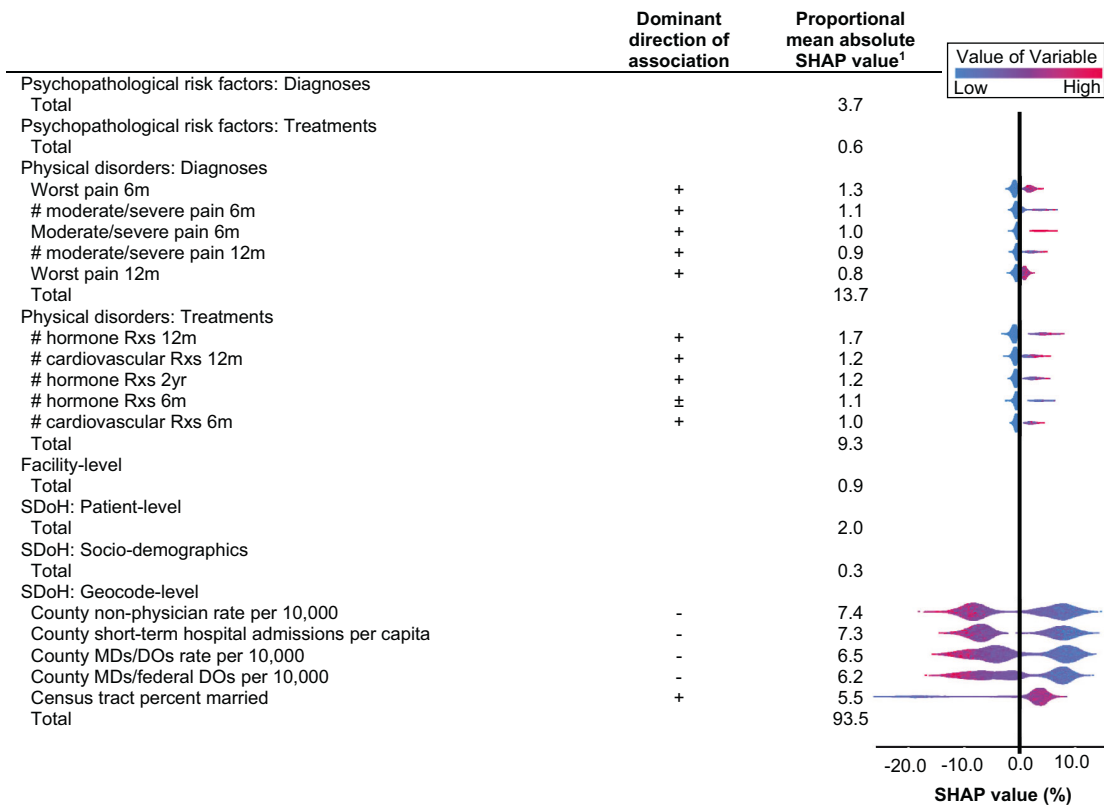 Dominant direction of association Proportional mean absolute SHAP value1
Value of Variable
Low High
Psychopathological risk factors: Diagnoses
Total 3.7
Psychopathological risk factors: Treatments
Total 0.6
Physical disorders: Diagnoses
Worst pain 6m + 1.3
# moderate/severe pain 6m + 1.1
Moderate/severe pain 6m + 1.0
# moderate/severe pain 12m + 0.9
Worst pain 12m + 0.8
Total 13.7
Physical disorders: Treatments
# hormone Rxs 12m + 1.7
# cardiovascular Rxs 12m + 1.2
# hormone Rxs 2yr + 1.2
# hormone Rxs 6m ± 1.1
# cardiovascular Rxs 6m + 1.0
Total 9.3
Facility-level
Total 0.9
SDoH: Patient-level
Total 2.0
SDoH: Socio-demographics
Total 0.3
SDoH: Geocode-level
County non-physician rate per 10,000 - 7.4
County short-term hospital admissions per capita - 7.3
County MDs/DOs rate per 10,000 - 6.5
County MDs/federal DOs per 10,000 - 6.2
Census tract percent married + 5.5
Total 93.5
-20.0 -10.0 0.0 10.0
SHAP value (%)